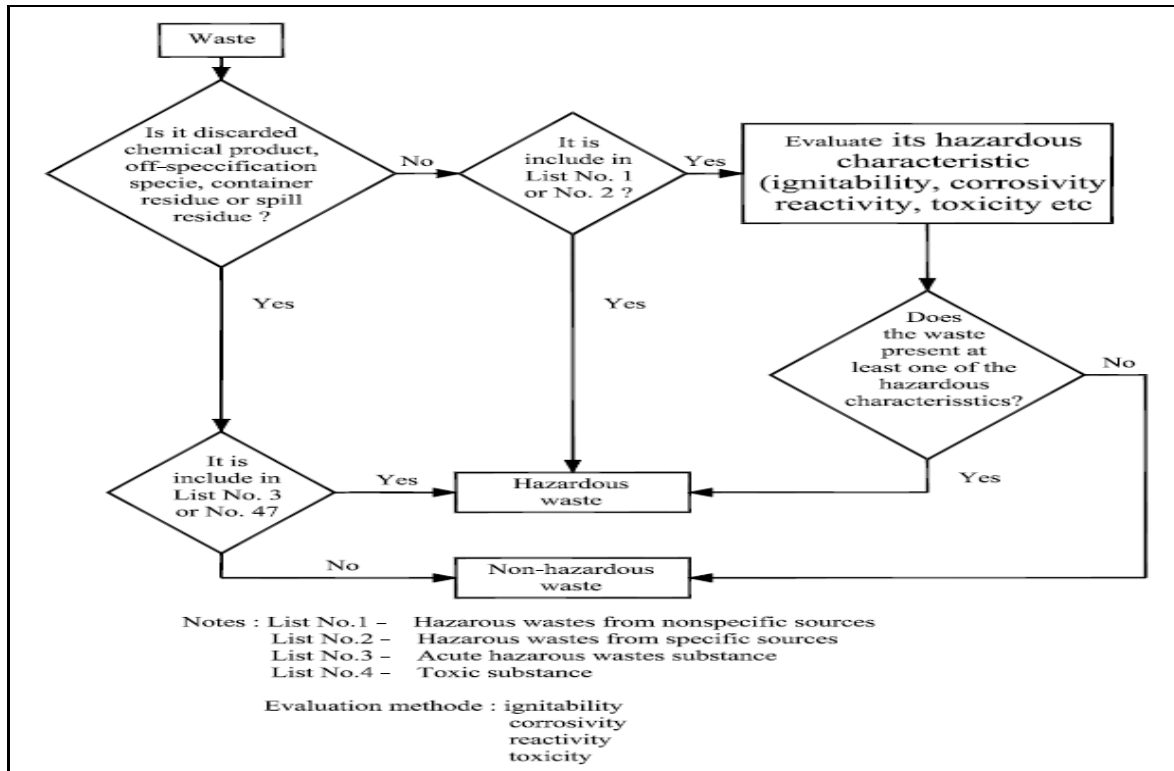 Waste
Is it discarded
chemical product,
off-speccification
specie, container
residue or spill
residue ?
No
It is
include in
List No. 1
or No. 2 ?
Yes
Evaluate its hazardous
characteristic
(ignitability, corrosivity
reactivity, toxicity etc
Yes
Yes
Does
the waste
present at
least one of the
hazardous
characterisstics?
No
It is
include in
List No. 3
or No. 47
Yes
Hazardous
waste
Yes
No
Non-hazardous
waste
Notes : List No.1 - Hazarous wastes from nonspecific sources
List No.2 - Hazarous wastes from specific sources
List No.3 - Acute hazarous wastes substance
List No.4 - Toxic substance
Evaluation methode : ignitability
corrosivity
reactivity
toxicity